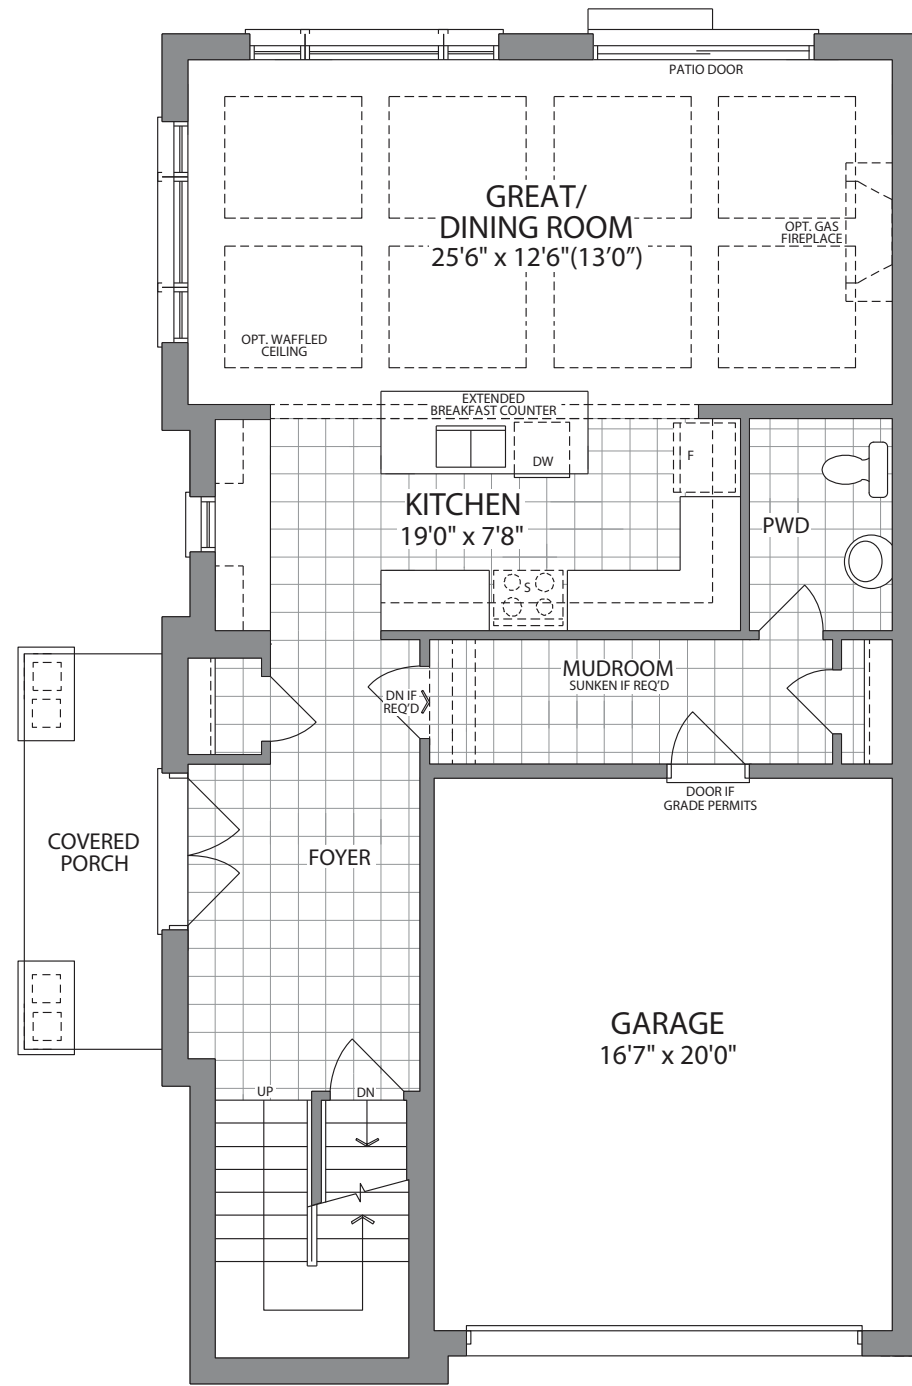 PATIO DOOR
GREAT/
DINING ROOM
25'6" x 12'6"(13'0")
OPT. GAS
FIREPLACE
OPT. WAFFLED
CEILING
EXTENDED
BREAKFAST COUNTER
DW
F
KITCHEN
19'0" x 7'8"
PWD
S
MUDROOM
SUNKEN IF REQ'D
DN IF
REQ'D
DOOR IF
GRADE PERMITS
COVERED
PORCH
FOYER
GARAGE
16'7" x 20'0"
UP
DN